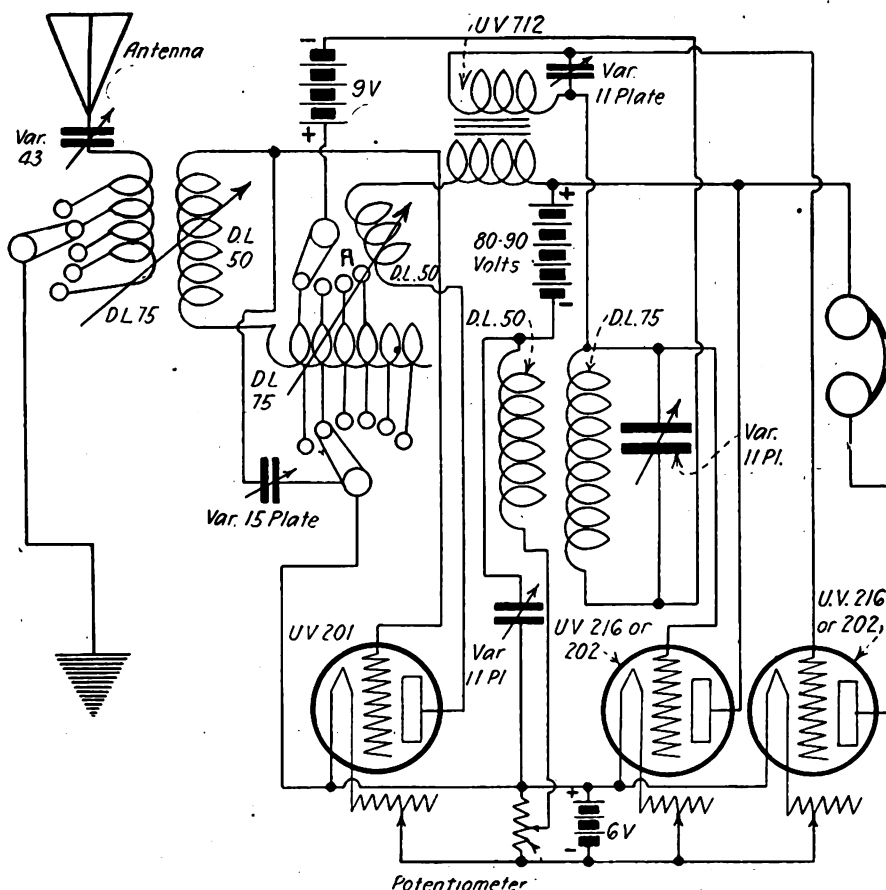 Antenna
Var.
43
D.L.75
D.L
50
-
9V
+
UV 712
Var.
11 Plate
A
D.L.50
+
80-90
Volts
-
D.L.50
D.L.75
DL
75
Var.
11 Pl.
Var. 15 Plate
UV 201
Var
11 Pl
UV 216 or
202
U.V. 216
or 202,
+
6V
-
Potentiometer